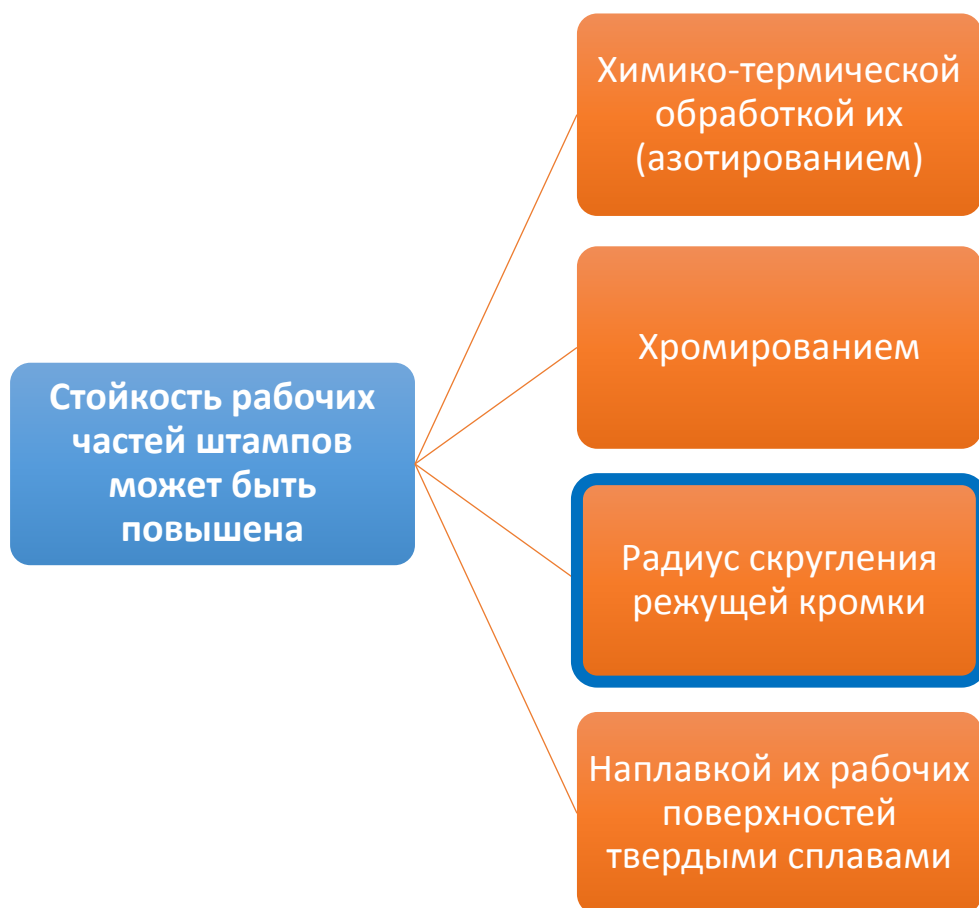 Химико-термической
обработкой их
(азотированием)
Хромированием
Стойкость рабочих
частей штампов
может быть
повышена
Радиус скругления
режущей кромки
Наплавкой их рабочих
поверхностей
твердыми сплавами